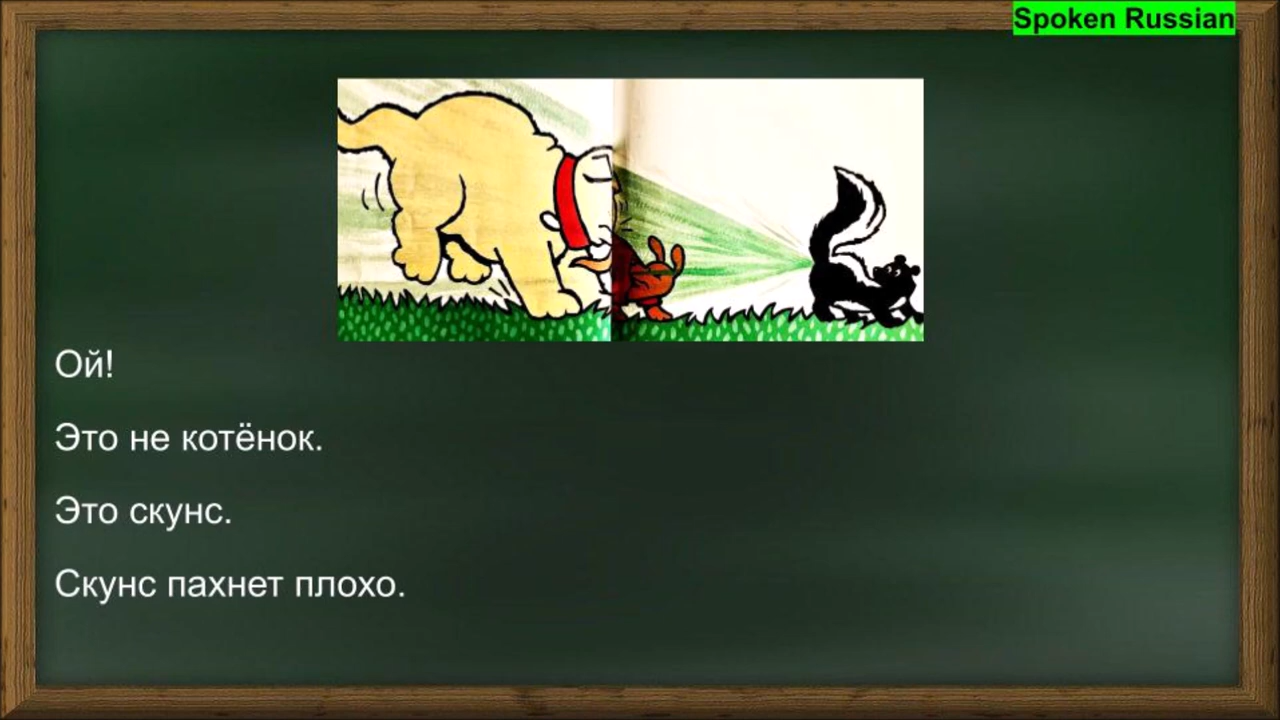 Spoken Russian
Ой!
Это не котёнок.
Это скунс.
Скунс пахнет плохо.